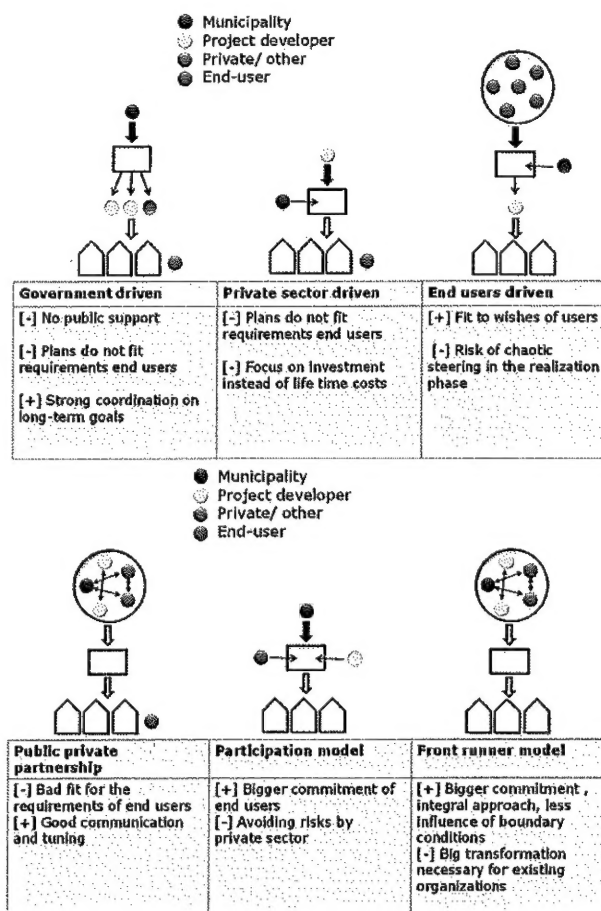 Municipality
Project developer
Private/ other
End-user
Government driven
[-] No public support
[-] Plans do not fit
requirements end users
[+] Strong coordination on
long-term goals
Private sector driven
[-] Plans do not fit
requirements end users
[-] Focus on investment
instead of life time costs
End users driven
[+] Fit to wishes of users
[-] Risk of chaotic
steering in the realization
phase
Municipality
Project developer
Private/ other
End-user
Public private
partnership
[-] Bad fit for the
requirements of end users
[+] Good communication
and tuning
Participation model
[+] Bigger commitment of
end users
[-] Avoiding risks by
private sector
Front runner model
[+] Bigger commitment ,
integral approach, less
influence of boundary
conditions
[-] Big transformation
necessary for existing
organizations